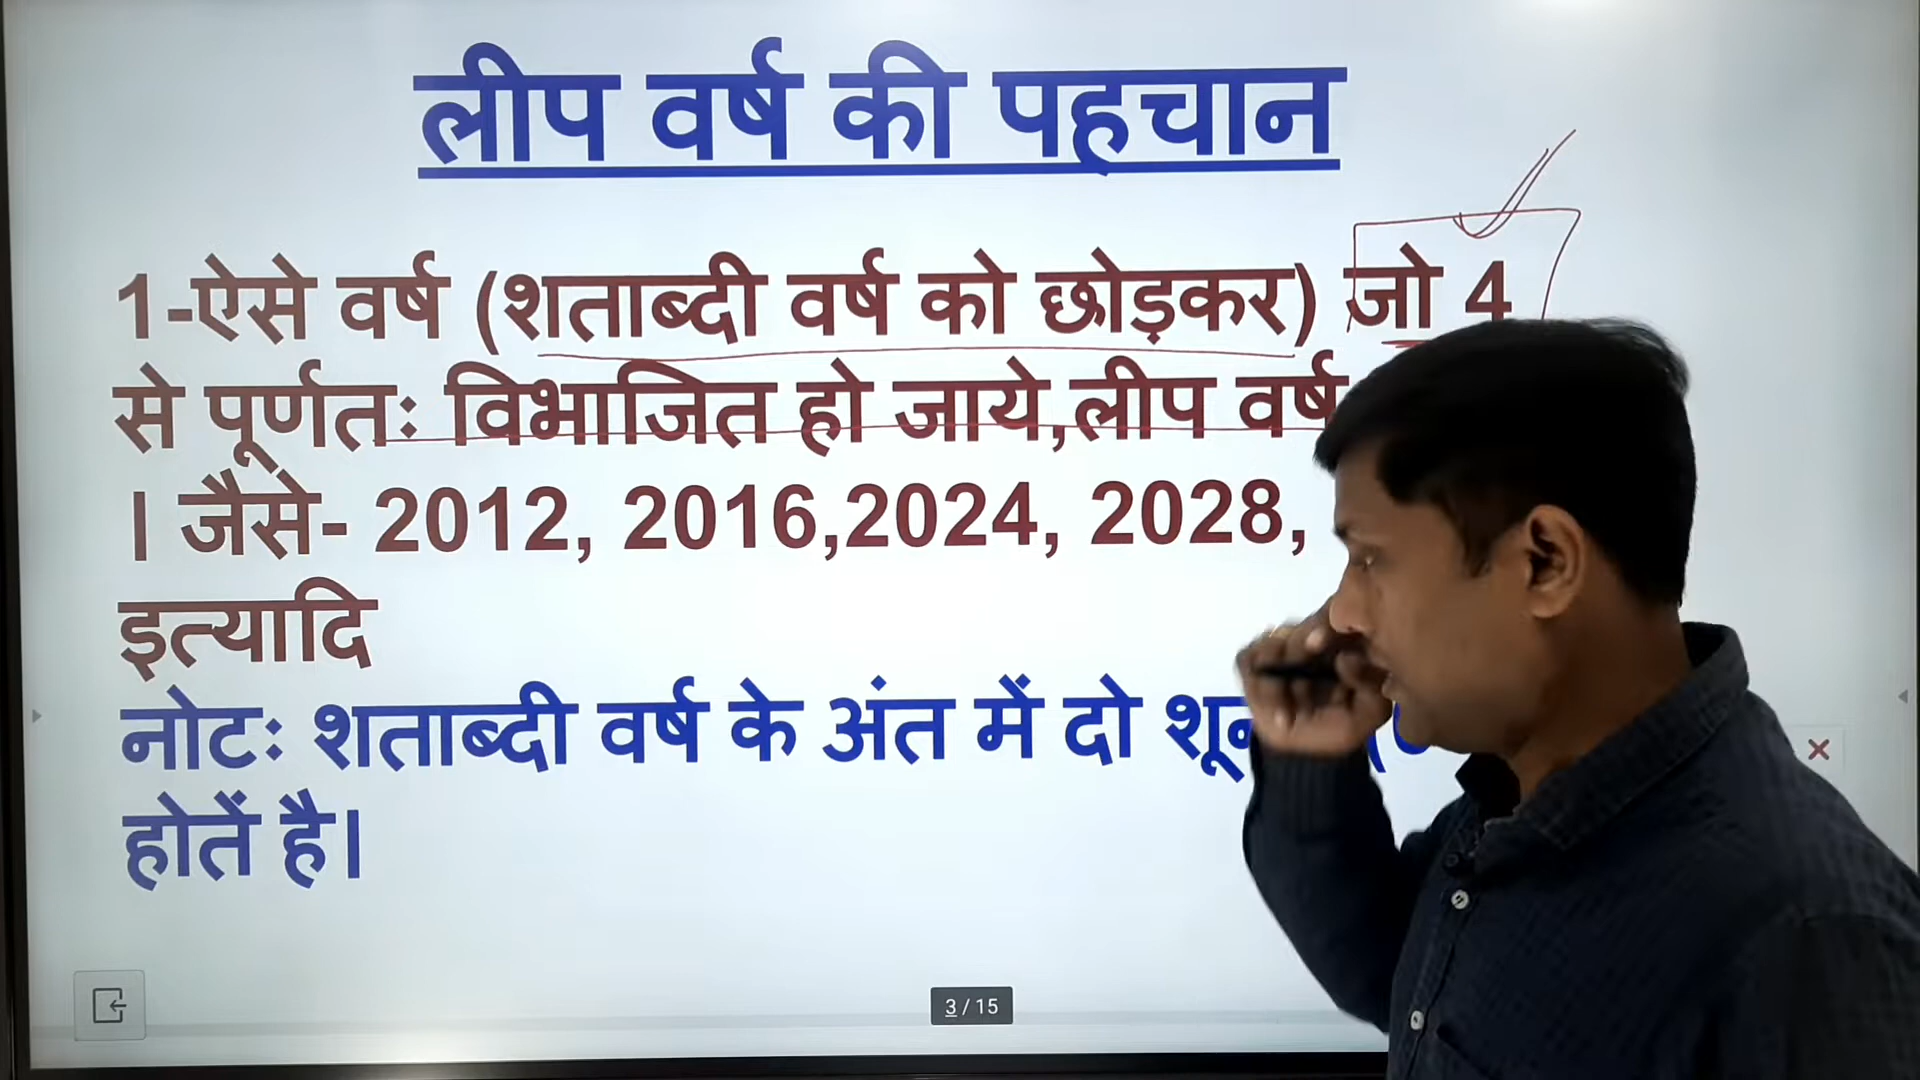 लीप वर्ष की पहचान
1-ऐसे वर्ष (शताब्दी वर्ष को छोड़कर) जो 4
से पूर्णतः विभाजित हो जाये,लीप वर्ष
। जैसे- 2012, 2016,2024, 2028,
इत्यादि
नोटः शताब्दी वर्ष के अंत में दो
होतें है।
3 / 15